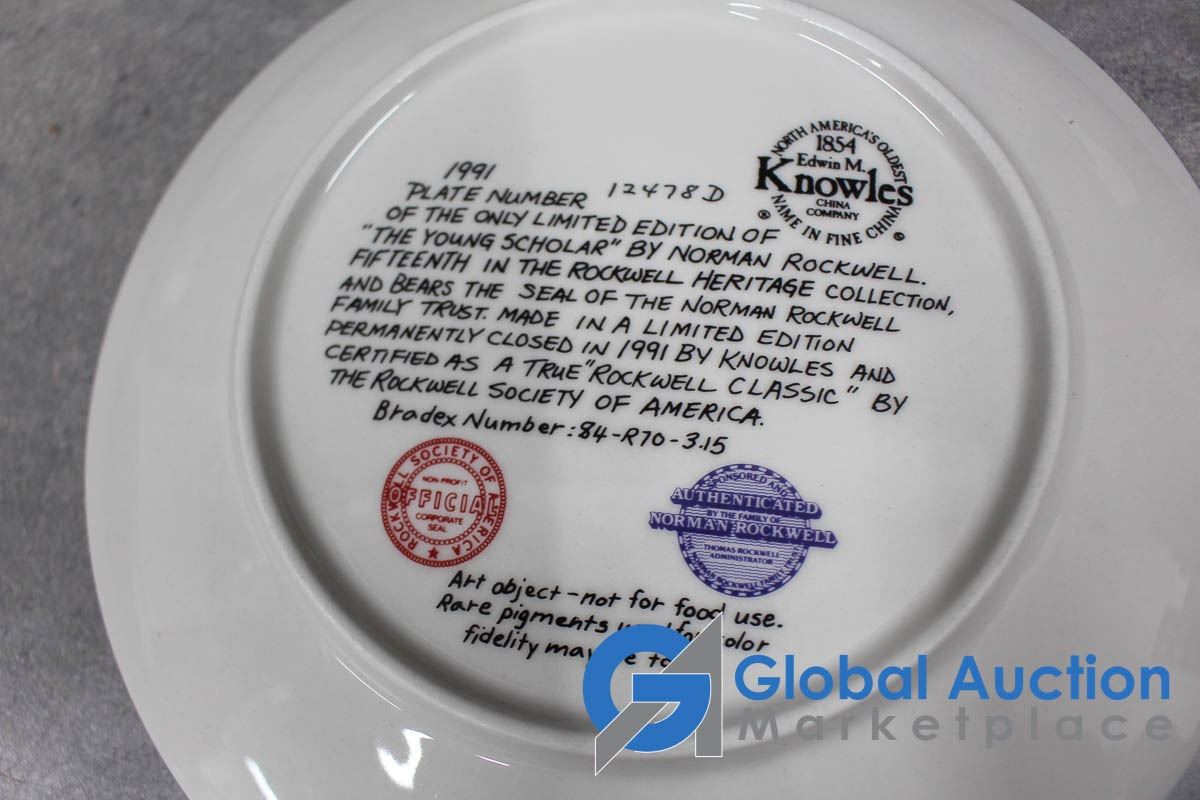 1991
PLATE NUMBER 12478D
OF THE ONLY LIMITED EDITION OF
"THE YOUNG SCHOLAR" BY NORMAN ROCKWELL.
FIFTEENTH IN THE ROCKWELL HERITAGE COLLECTION,
AND BEARS THE SEAL OF THE NORMAN ROCKWELL
FAMILY TRUST. MADE IN A LIMITED EDITION
PERMANENTLY CLOSED IN 1991 BY KNOWLES AND
CERTIFIED AS A TRUE "ROCKWELL CLASSIC" BY
THE ROCKWELL SOCIETY OF AMERICA.
Bradex Number: 84-R70-3.15
NORTH AMERICA'S OLDEST
1854
Edwin M.
Knowles
CHINA
COMPANY
® NAME IN FINE CHINA ®
ROCKWELL SOCIETY OF AMERICA
NON-PROFIT
OFFICIAL
CORPORATE
SEAL
SPONSORED AND
AUTHENTICATED
BY THE FAMILY OF
NORMAN ROCKWELL
THOMAS ROCKWELL
ADMINISTRATOR
NORMAN ROCKWELL FAMILY
Art object-not for food use.
Rare pigments color
fidelity
Global Auction
Marketplace